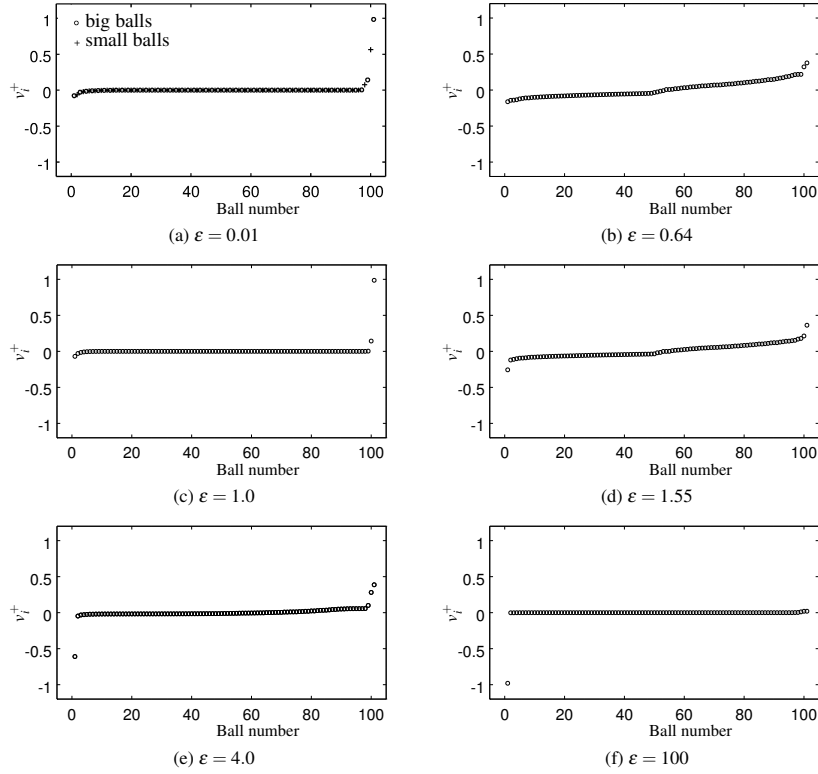 ○ big balls
+ small balls
1
0.5
0
-0.5
-1
v_i^+
0 20 40 60 80 100
Ball number
(a) ε = 0.01
1
0.5
0
-0.5
-1
v_i^+
0 20 40 60 80 100
Ball number
(b) ε = 0.64
1
0.5
0
-0.5
-1
v_i^+
0 20 40 60 80 100
Ball number
(c) ε = 1.0
1
0.5
0
-0.5
-1
v_i^+
0 20 40 60 80 100
Ball number
(d) ε = 1.55
1
0.5
0
-0.5
-1
v_i^+
0 20 40 60 80 100
Ball number
(e) ε = 4.0
1
0.5
0
-0.5
-1
v_i^+
0 20 40 60 80 100
Ball number
(f) ε = 100